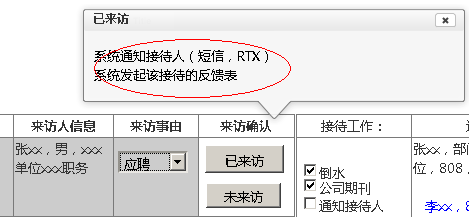 已来访
系统通知接待人（短信，RTX）
系统发起该接待的反馈表
来访人信息 来访事由 来访确认 接待工作：
张xx，男，xxx
单位xxx职务
应聘
已来访
未来访
倒水
公司期刊
通知接待人
张xx，部
位，808，
李xx，8